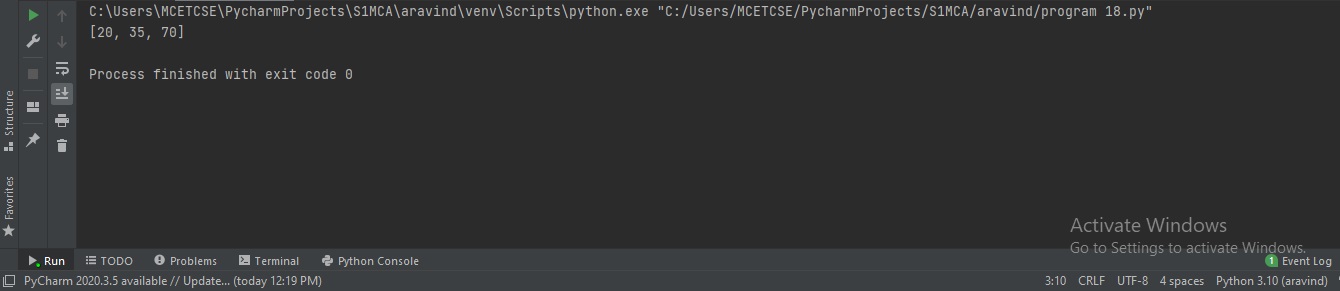 C:\Users\MCETCSE\PycharmProjects\S1MCA\aravind\venv\Scripts\python.exe "C:/Users/MCETCSE/PycharmProjects/S1MCA/aravind/program 18.py"
[20, 35, 70]
Process finished with exit code 0
Structure
Favorites
Activate Windows
Go to Settings to activate Windows.
Run TODO Problems Terminal Python Console 1 Event Log
PyCharm 2020.3.5 available // Update... (today 12:19 PM) 3:10 CRLF UTF-8 4 spaces Python 3.10 (aravind)